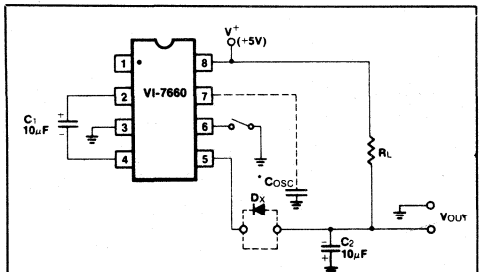 V+
(+5V)
1
8
2
VI-7660
7
C1
10µF
+
-
3
6
4
5
*
COSC
DX
RL
VOUT
-
+
C2
10µF